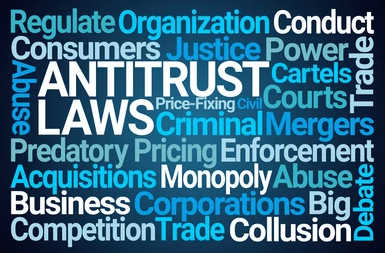 Regulate Organization Conduct
Consumers Justice Power Trade
Abuse ANTITRUST Cartels
Price-Fixing Civil Courts
LAWS Criminal Mergers
Predatory Pricing Enforcement
Acquisitions Monopoly Abuse
Business Corporations Big Debate
Competition Trade Collusion